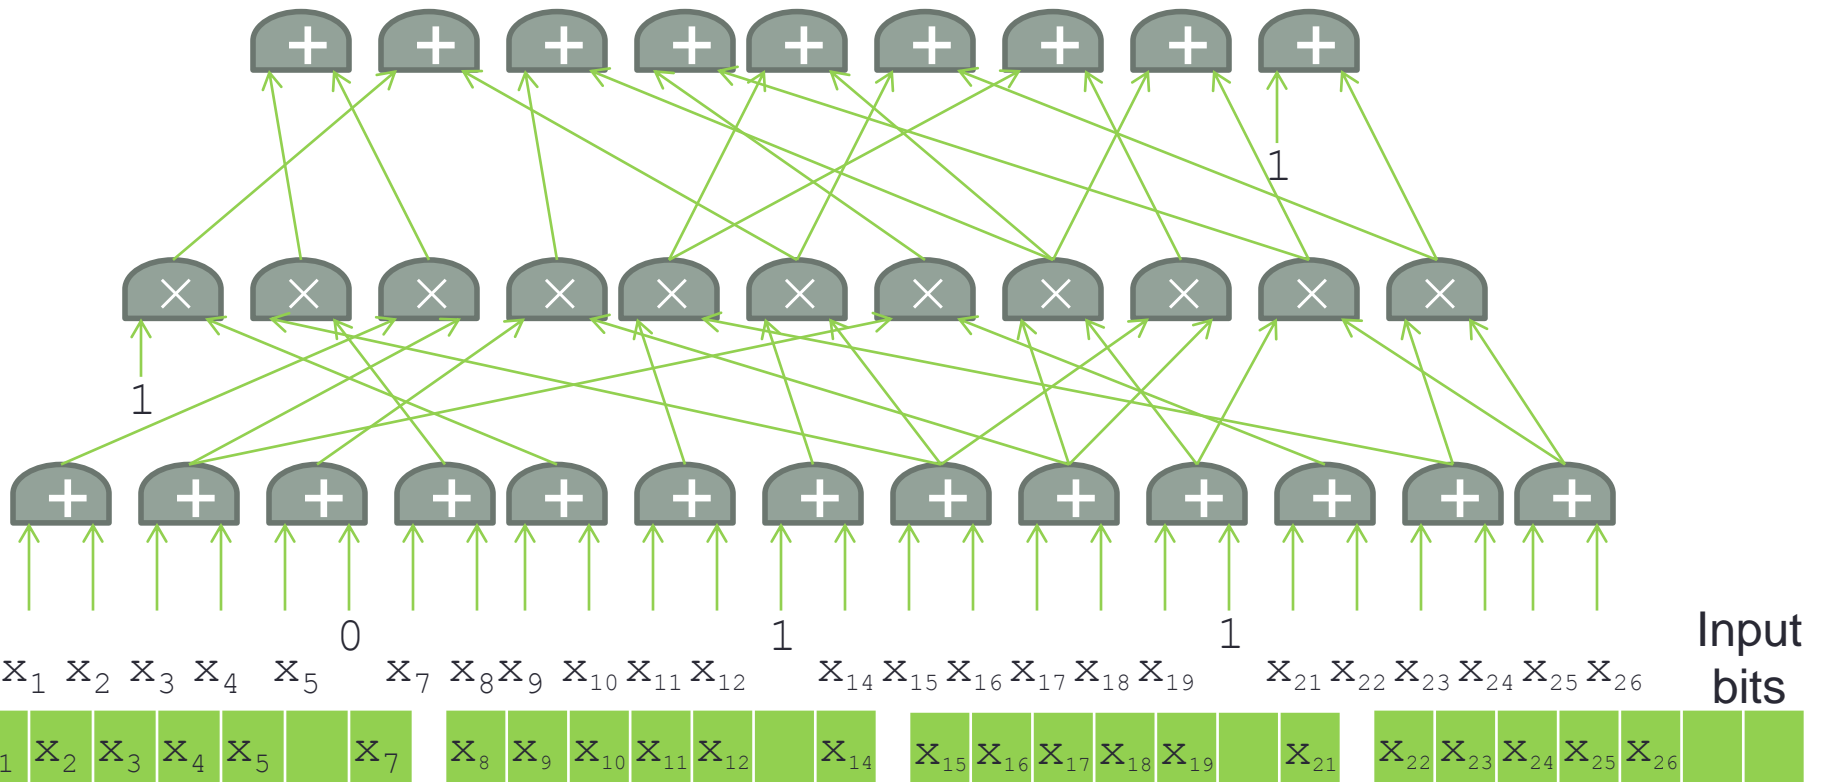 + + + + + + + + +
1
× × × × × × × × × × ×
1
+ + + + + + + + + + + + +
0 1 1
x₁ x₂ x₃ x₄ x₅ x₇ x₈ x₉ x₁₀ x₁₁ x₁₂ x₁₄ x₁₅ x₁₆ x₁₇ x₁₈ x₁₉ x₂₁ x₂₂ x₂₃ x₂₄ x₂₅ x₂₆
Input
bits
₁ x₂ x₃ x₄ x₅ x₇ x₈ x₉ x₁₀ x₁₁ x₁₂ x₁₄ x₁₅ x₁₆ x₁₇ x₁₈ x₁₉ x₂₁ x₂₂ x₂₃ x₂₄ x₂₅ x₂₆